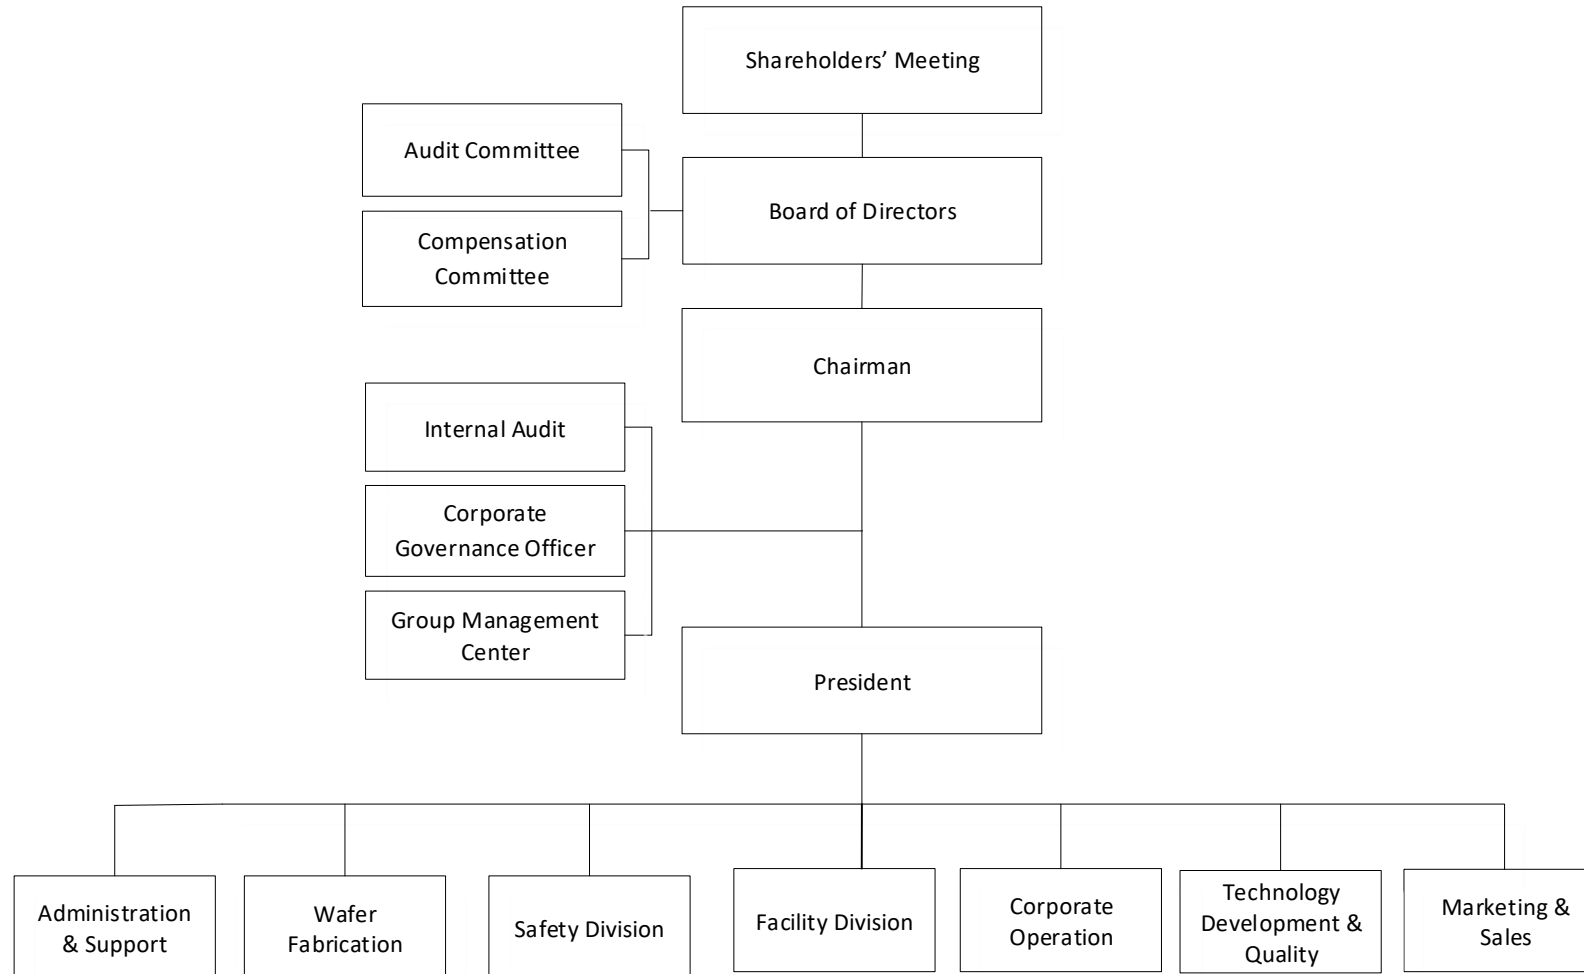 Shareholders’ Meeting
Audit Committee
Board of Directors
Compensation
Committee
Chairman
Internal Audit
Corporate
Governance Officer
Group Management
Center
President
Administration
& Support
Wafer
Fabrication
Safety Division
Facility Division
Corporate
Operation
Technology
Development &
Quality
Marketing &
Sales